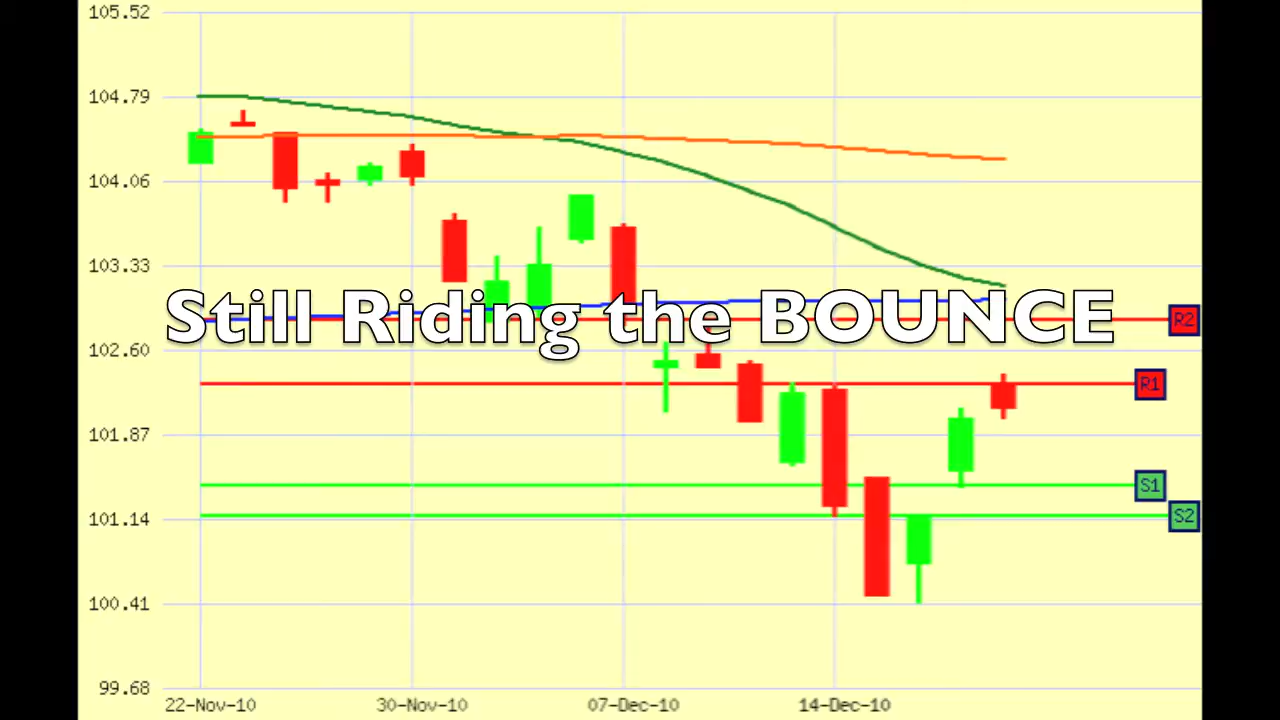 105.52
104.79
104.06
103.33
Still Riding the BOUNCE
R2
102.60
R1
101.87
S1
101.14
S2
100.41
99.68
22-Nov-10 30-Nov-10 07-Dec-10 14-Dec-10